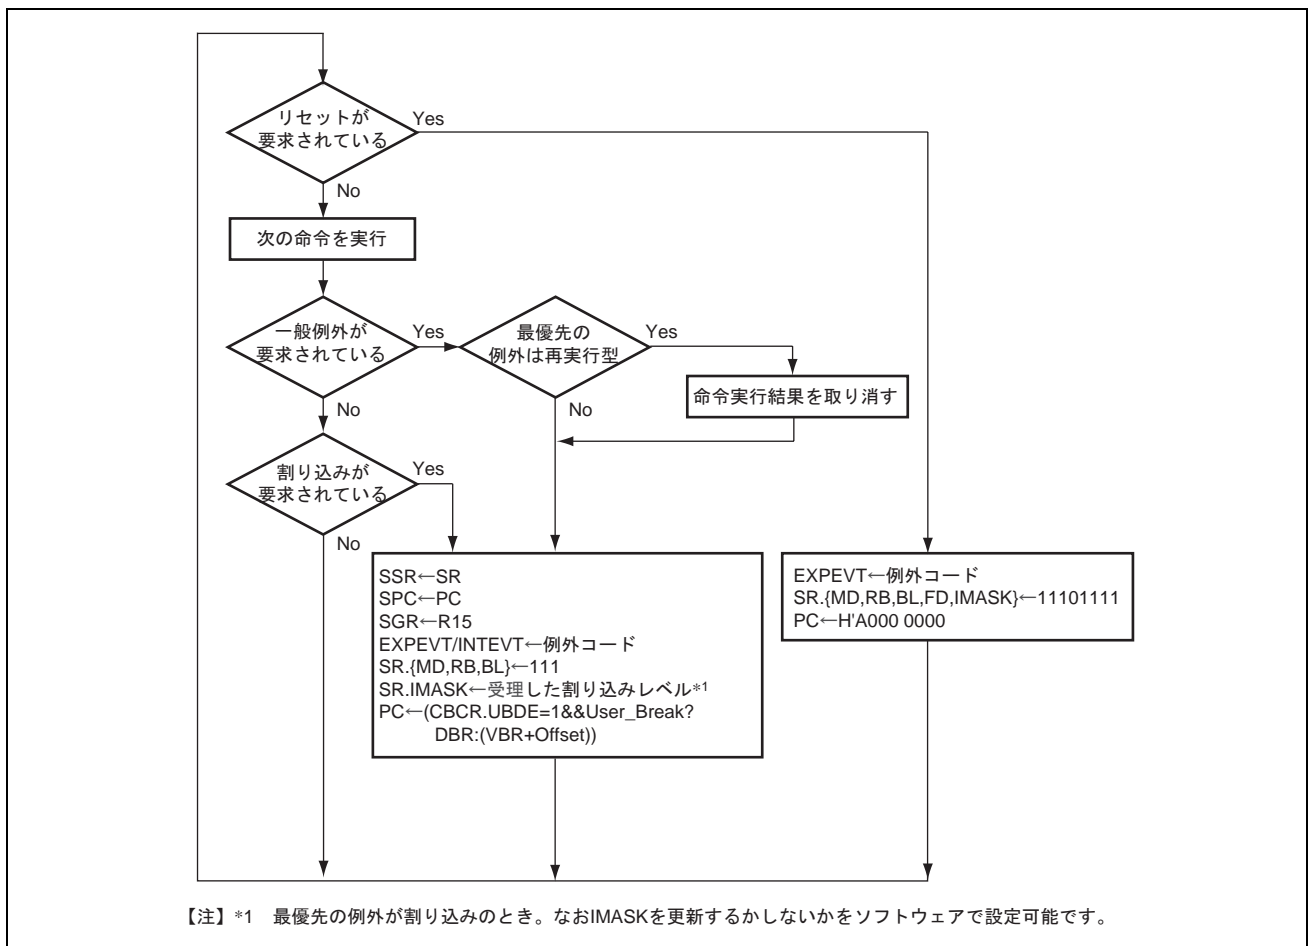 リセットが
要求されている
Yes
No
次の命令を実行
一般例外が
要求されている
Yes
最優先の
例外は再実行型
Yes
命令実行結果を取り消す
No
No
割り込みが
要求されている
Yes
No
SSR←SR
SPC←PC
SGR←R15
EXPEVT/INTEVT←例外コード
SR.{MD,RB,BL}←111
SR.IMASK←受理した割り込みレベル*1
PC←(CBCR.UBDE=1&&User_Break?
DBR:(VBR+Offset))
EXPEVT←例外コード
SR.{MD,RB,BL,FD,IMASK}←11101111
PC←H'A000 0000
【注】*1 最優先の例外が割り込みのとき。なおIMASKを更新するかしないかをソフトウェアで設定可能です。